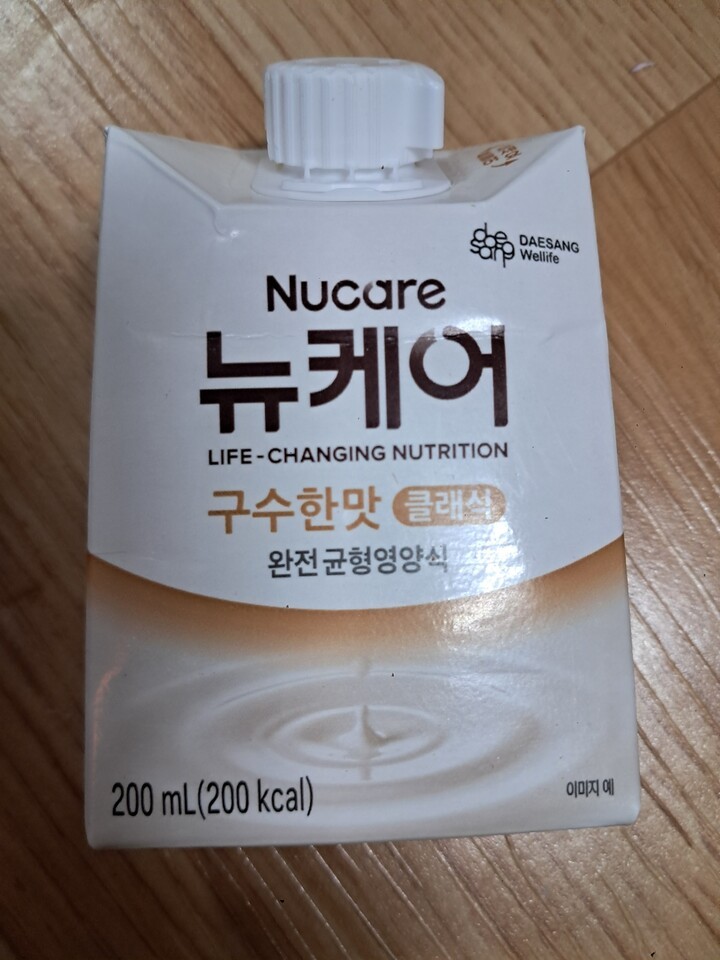 daesang
DAESANG
Wellife
Nucare
뉴케어
LIFE-CHANGING NUTRITION
구수한맛 클래식
완전균형영양식
200 mL(200 kcal)
이미지 예